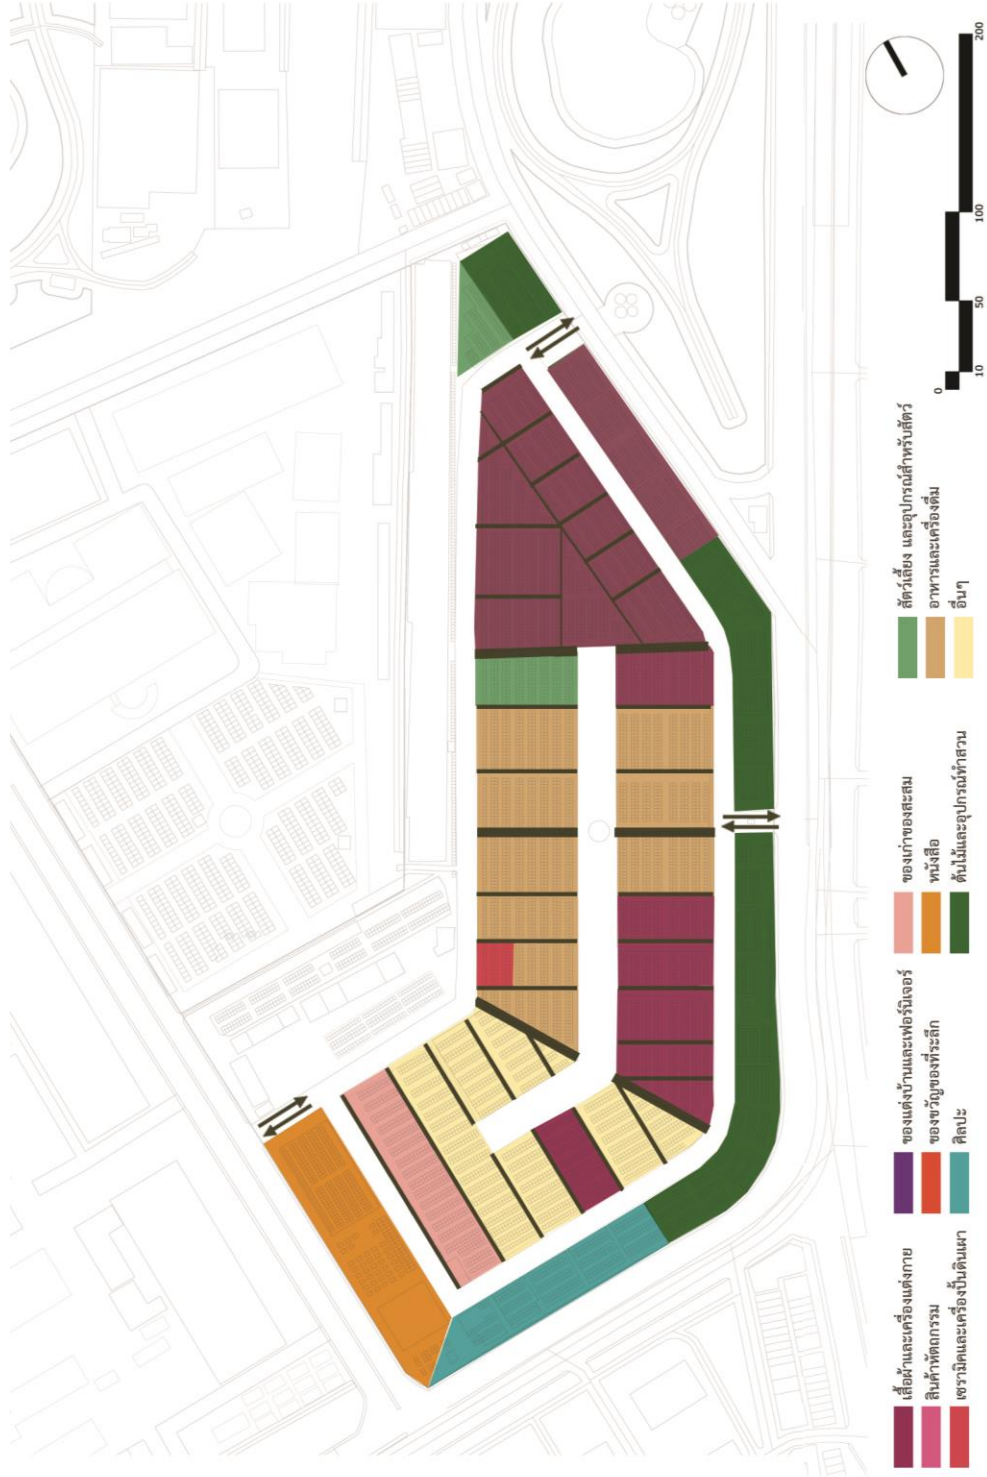 เสื้อผ้าและเครื่องแต่งกาย
สินค้าหัตถกรรม
เซรามิคและเครื่องปั้นดินเผา
ของแต่งบ้านและเฟอร์นิเจอร์
ของขวัญของที่ระลึก
ศิลปะ
ของเก่าของสะสม
หนังสือ
ต้นไม้และอุปกรณ์ทำสวน
สัตว์เลี้ยง และอุปกรณ์สำหรับสัตว์
อาหารและเครื่องดื่ม
อื่นๆ
0 10 50 100 200